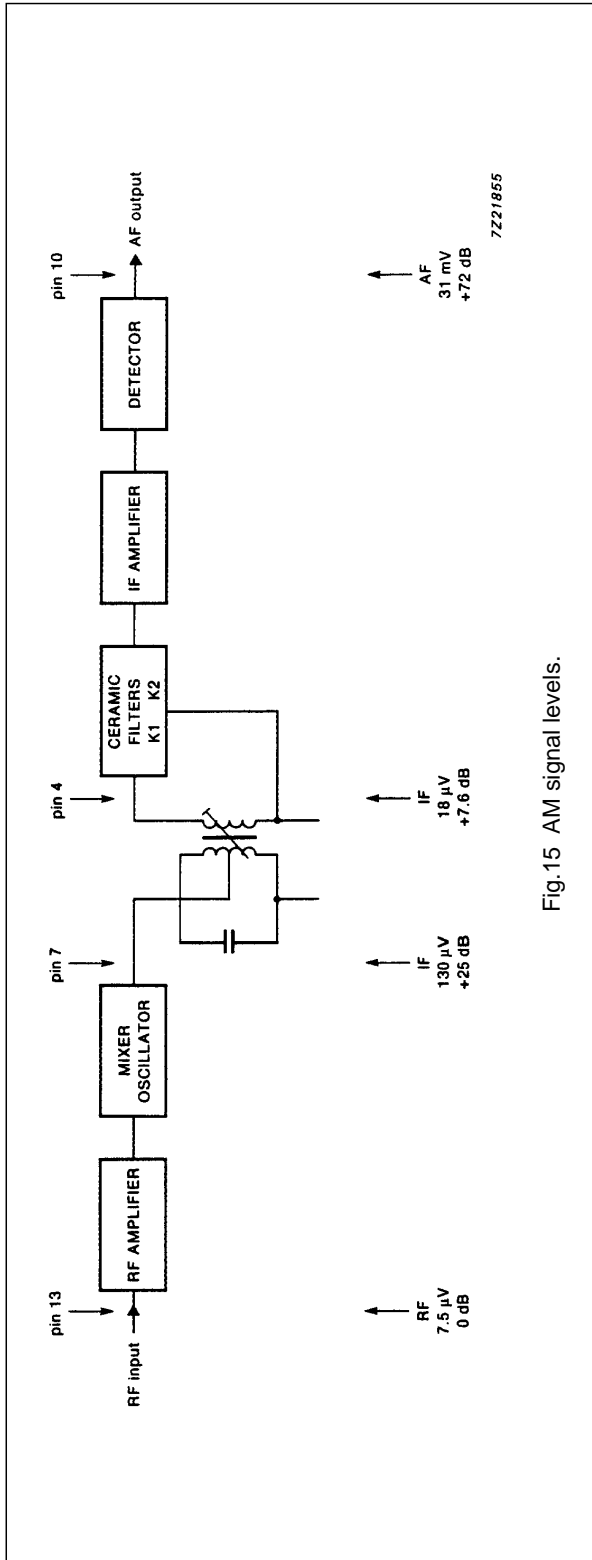 pin 13
pin 7
pin 4
pin 10
RF input
RF AMPLIFIER
MIXER
OSCILLATOR
CERAMIC
FILTERS
K1 K2
IF AMPLIFIER
DETECTOR
AF output
RF
7.5 µV
0 dB
IF
130 µV
+25 dB
IF
18 µV
+7.6 dB
AF
31 mV
+72 dB
7Z21855
Fig.15 AM signal levels.